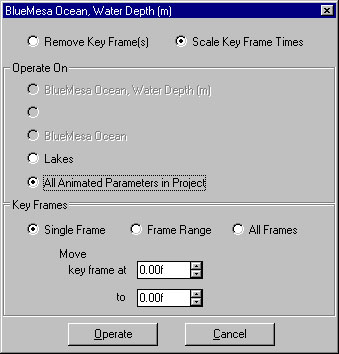 BlueMesa Ocean, Water Depth (m)
Remove Key Frame(s) Scale Key Frame Times
Operate On
BlueMesa Ocean, Water Depth (m)
BlueMesa Ocean
Lakes
All Animated Parameters in Project
Key Frames
Single Frame Frame Range All Frames
Move
key frame at 0.00f
to 0.00f
Operate Cancel